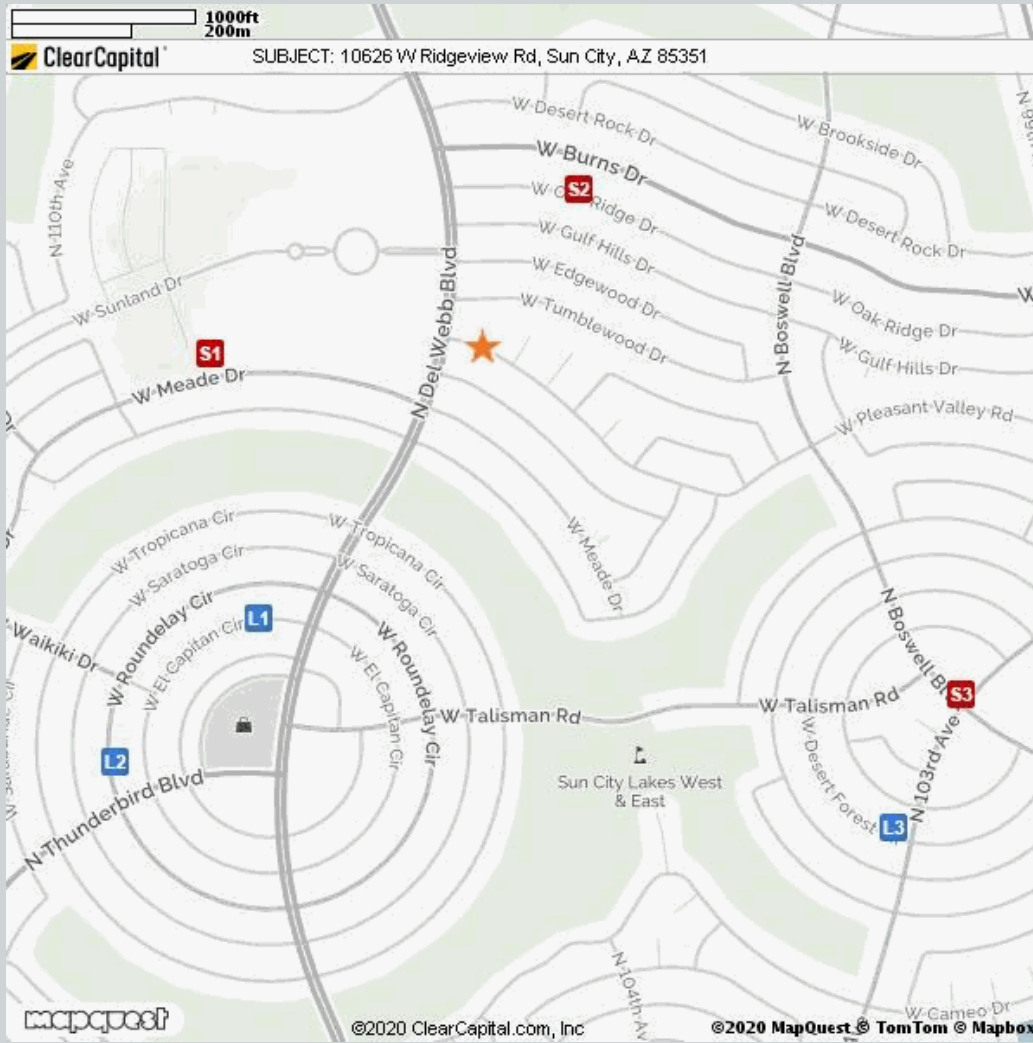 1000ft
200m
ClearCapital
SUBJECT: 10626 W Ridgeview Rd, Sun City, AZ 85351
W Desert Rock Dr
W Brookside Dr
N 99th
W Burns Dr
N 110th Ave
S2
Ridge Dr
W Desert Rock Dr
W Gulf Hills Dr
W Edgewood Dr
N Boswell Blvd
W Sunland Dr
N Del Webb Blvd
W Tumblewood Dr
W Oak Ridge Dr
W Gulf Hills Dr
S1
W Meade Dr
W Pleasant Valley Rd
Dr
W Tropicana Cir
W Tropicana Cir
W Saratoga Cir
W Saratoga Cir
W Meade Dr
W Roundelay Cir
L1
W El Capitan Cir
W Roundelay Cir
W El Capitan Cir
Waikiki Dr
N Boswell Bl
S3
W Talisman Rd
W Talisman Rd
L2
N Thunderbird Blvd
Sun City Lakes West
& East
W Desert Forest
L3
N 103rd Ave
N 104th Av
W Cameo Dr
mapquest
©2020 ClearCapital.com, Inc
©2020 MapQuest © TomTom © Mapbox